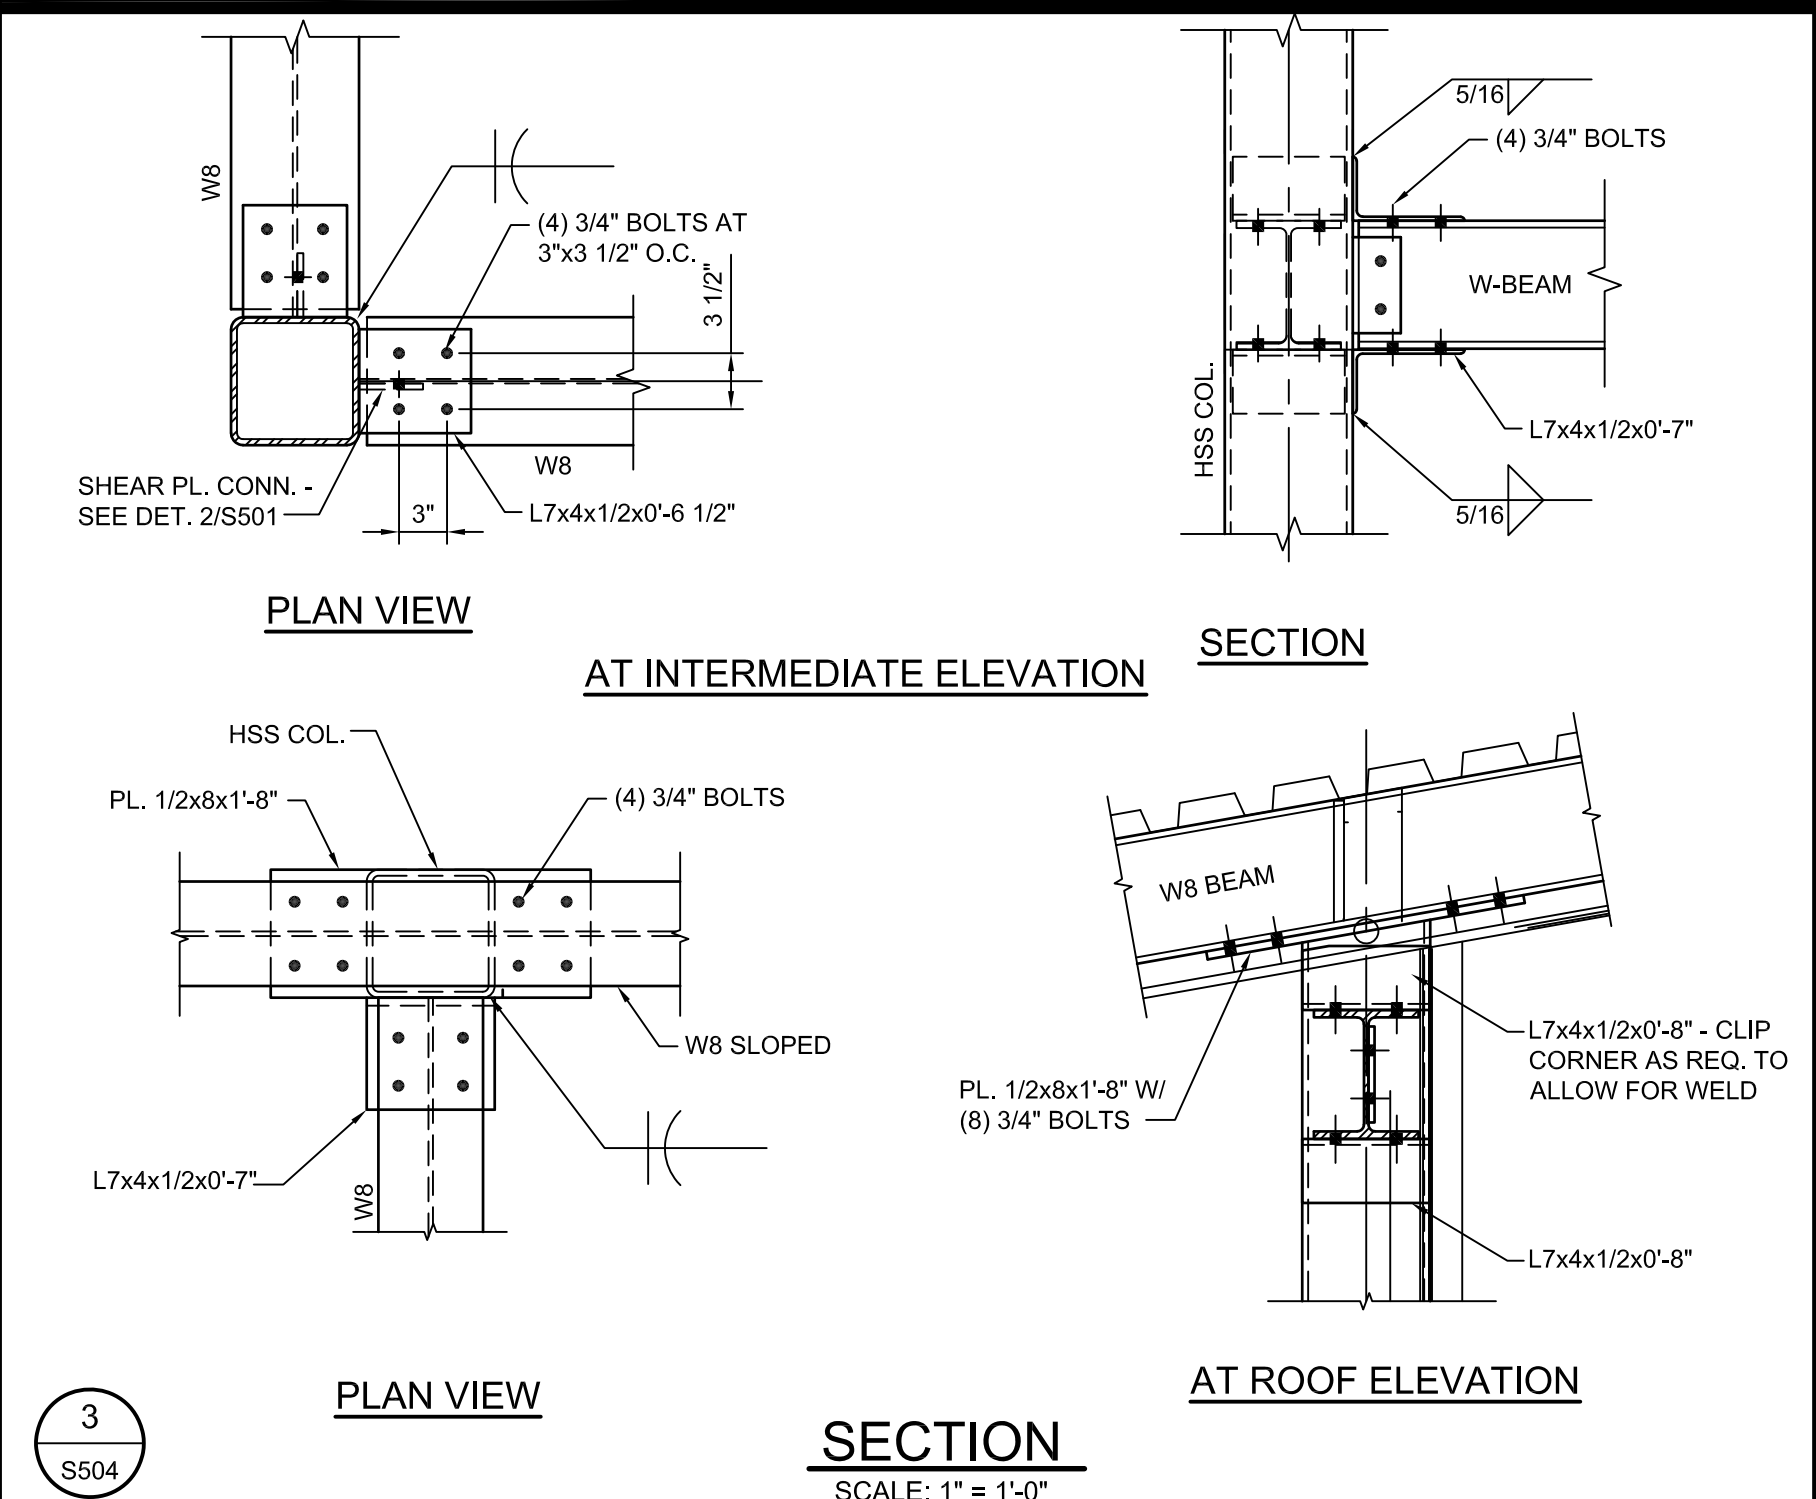 W8
(4) 3/4" BOLTS AT
3"x3 1/2" O.C.
3 1/2"
W8
SHEAR PL. CONN. -
SEE DET. 2/S501
3"
L7x4x1/2x0'-6 1/2"
PLAN VIEW
5/16
(4) 3/4" BOLTS
W-BEAM
HSS COL.
L7x4x1/2x0'-7"
5/16
SECTION
AT INTERMEDIATE ELEVATION
HSS COL.
PL. 1/2x8x1'-8"
(4) 3/4" BOLTS
W8 SLOPED
L7x4x1/2x0'-7"
W8
PLAN VIEW
W8 BEAM
PL. 1/2x8x1'-8" W/
(8) 3/4" BOLTS
L7x4x1/2x0'-8" - CLIP
CORNER AS REQ. TO
ALLOW FOR WELD
L7x4x1/2x0'-8"
AT ROOF ELEVATION
3
S504
SECTION
SCALE: 1" = 1'-0"